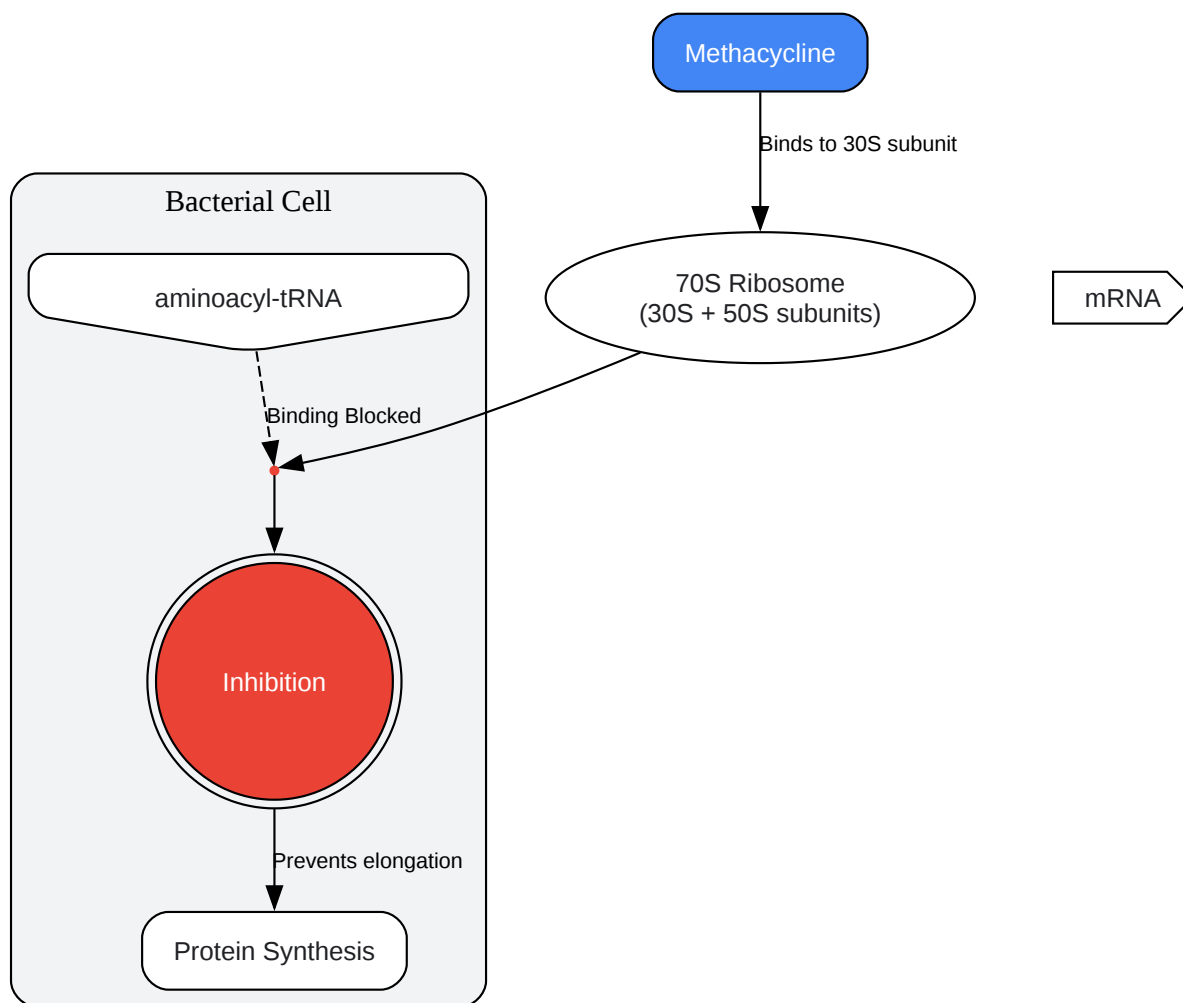 Methacycline
Binds to 30S subunit
Bacterial Cell
aminoacyl-tRNA
70S Ribosome
(30S + 50S subunits)
mRNA
Binding Blocked
Inhibition
Prevents elongation
Protein Synthesis